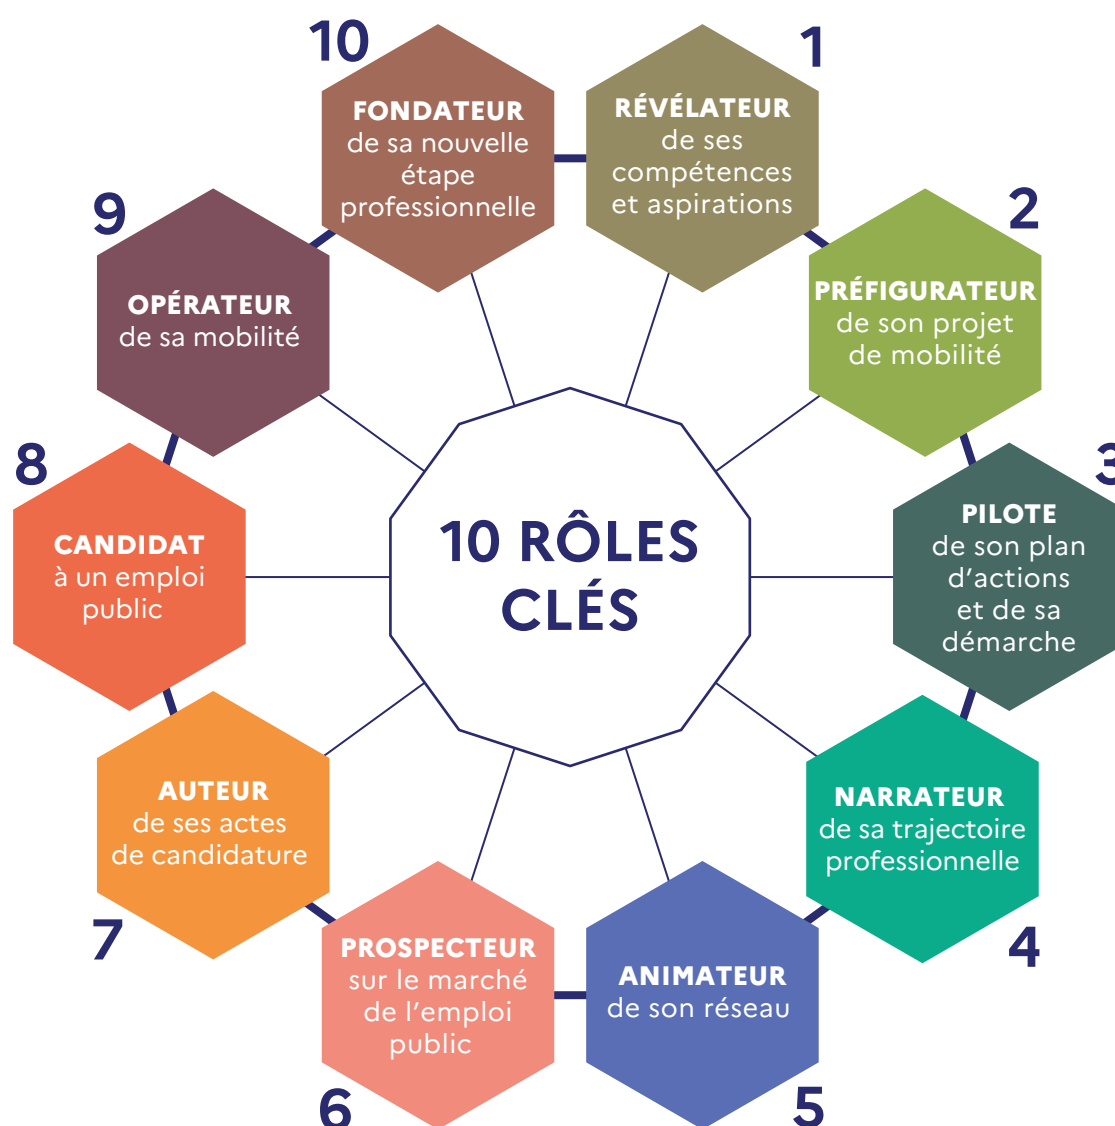 10 RÔLES
CLÉS
1
RÉVÉLATEUR
de ses
compétences
et aspirations
2
PRÉFIGURATEUR
de son projet
de mobilité
3
PILOTE
de son plan
d'actions
et de sa
démarche
4
NARRATEUR
de sa trajectoire
professionnelle
5
ANIMATEUR
de son réseau
6
PROSPECTEUR
sur le marché
de l'emploi
public
7
AUTEUR
de ses actes
de candidature
8
CANDIDAT
à un emploi
public
9
OPÉRATEUR
de sa mobilité
10
FONDATEUR
de sa nouvelle
étape
professionnelle